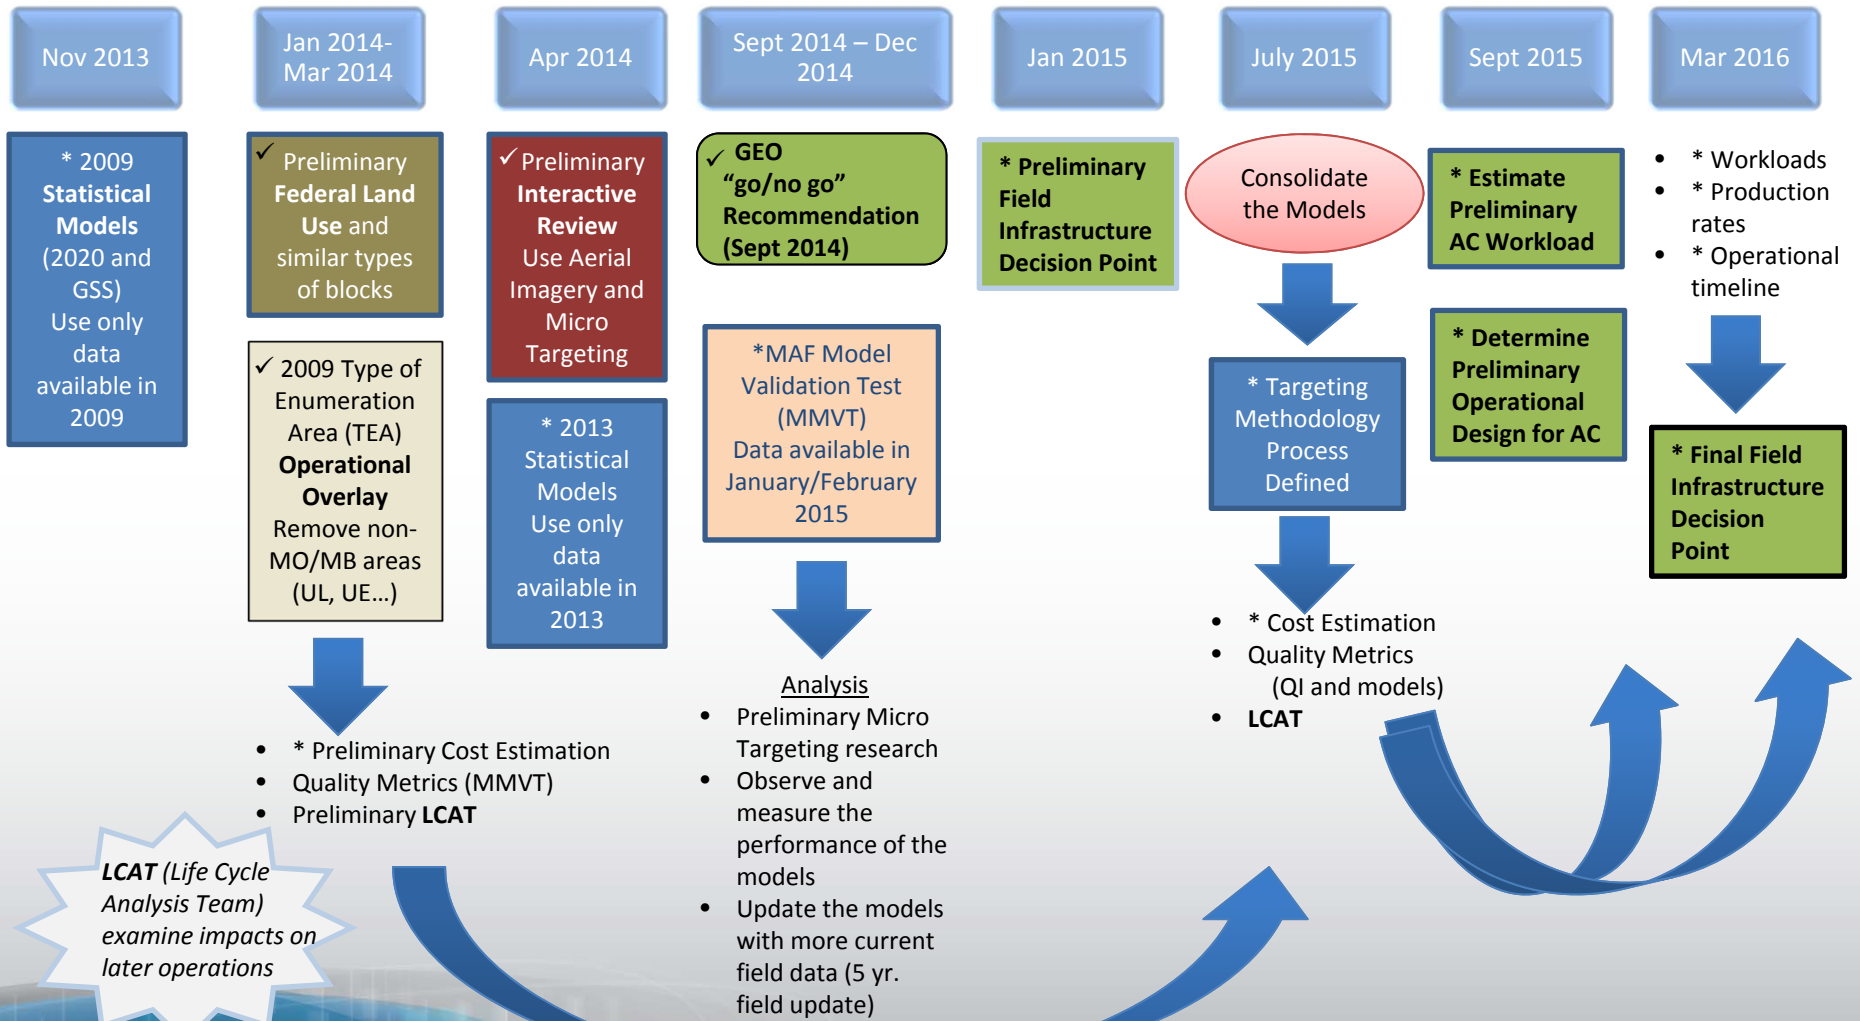 Nov 2013
Jan 2014-
Mar 2014
Apr 2014
Sept 2014 – Dec
2014
Jan 2015
July 2015
Sept 2015
Mar 2016
* 2009
Statistical
Models
(2020 and
GSS)
Use only
data
available in
2009
✓ Preliminary
Federal Land
Use and
similar types
of blocks
✓ 2009 Type of
Enumeration
Area (TEA)
Operational
Overlay
Remove non-
MO/MB areas
(UL, UE…)
• * Preliminary Cost Estimation
• Quality Metrics (MMVT)
• Preliminary LCAT
LCAT (Life Cycle
Analysis Team)
examine impacts on
later operations
✓ Preliminary
Interactive
Review
Use Aerial
Imagery and
Micro
Targeting
* 2013
Statistical
Models
Use only
data
available in
2013
✓ GEO
“go/no go”
Recommendation
(Sept 2014)
*MAF Model
Validation Test
(MMVT)
Data available in
January/February
2015
Analysis
• Preliminary Micro
Targeting research
• Observe and
measure the
performance of the
models
• Update the models
with more current
field data (5 yr.
field update)
* Preliminary
Field
Infrastructure
Decision Point
Consolidate
the Models
* Targeting
Methodology
Process
Defined
• * Cost Estimation
• Quality Metrics
(QI and models)
• LCAT
* Estimate
Preliminary
AC Workload
* Determine
Preliminary
Operational
Design for AC
• * Workloads
• * Production
rates
• * Operational
timeline
* Final Field
Infrastructure
Decision
Point